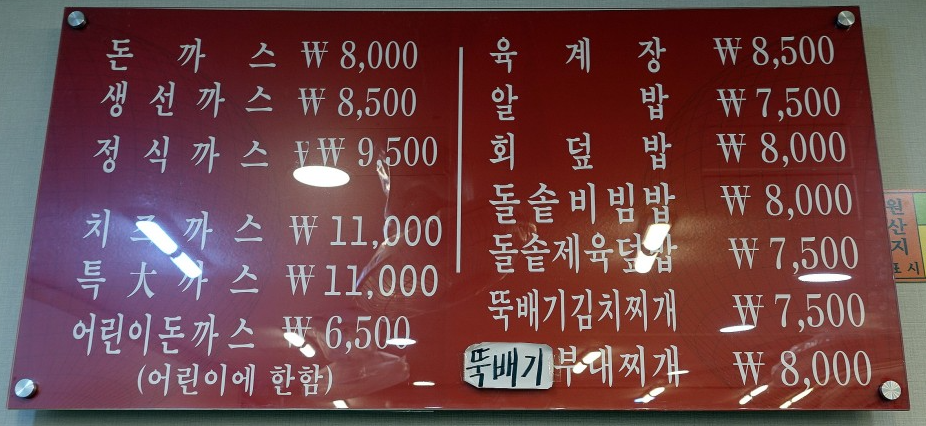 돈 까 스 ₩ 8,000
생 선 까 스 ₩ 8,500
정 식 까 스 ₩ 9,500
치 즈 까 스 ₩ 11,000
특 大 까 스 ₩ 11,000
어린이돈까스 ₩ 6,500
(어린이에 한함)
육 계 장 ₩ 8,500
알 밥 ₩ 7,500
회 덮 밥 ₩ 8,000
돌솥비빔밥 ₩ 8,000
돌솥제육덮밥 ₩ 7,500
뚝배기김치찌개 ₩ 7,500
뚝배기부대찌개 ₩ 8,000
원산지
표시